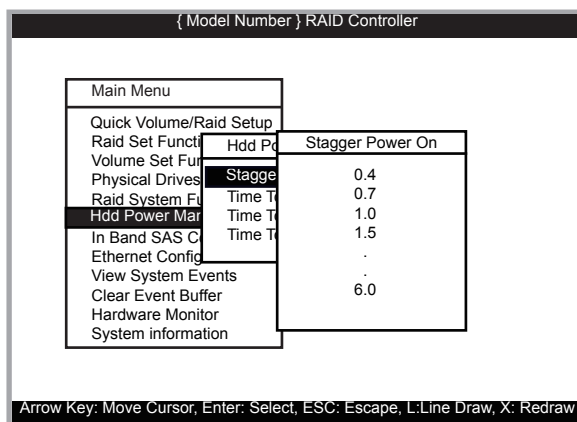 { Model Number } RAID Controller
Main Menu
Quick Volume/Raid Setup
Raid Set Functi
Volume Set Fun
Physical Drives
Raid System Fu
Hdd Power Man
In Band SAS C
Ethernet Config
View System Events
Clear Event Buffer
Hardware Monitor
System information
Hdd Po
Stagge
Time To
Time To
Time To
Stagger Power On
0.4
0.7
1.0
1.5
.
.
6.0
Arrow Key: Move Cursor, Enter: Select, ESC: Escape, L:Line Draw, X: Redraw